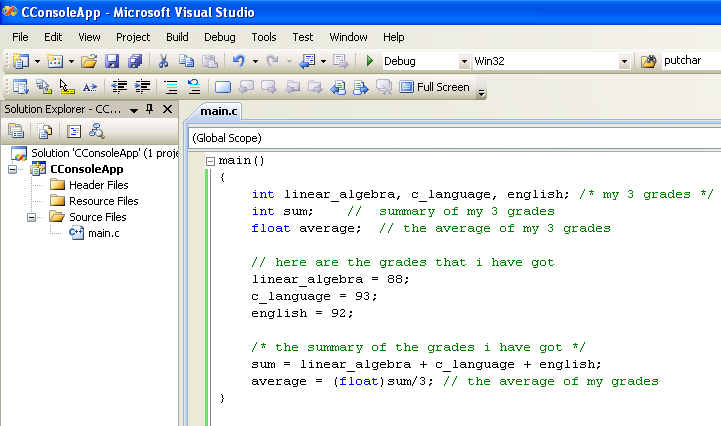 CConsoleApp - Microsoft Visual Studio
File Edit View Project Build Debug Tools Test Window Help
Debug Win32 putchar
Full Screen
Solution Explorer - CC...
main.c
(Global Scope)
Solution 'CConsoleApp' (1 proje
CConsoleApp
Header Files
Resource Files
Source Files
main.c
main()
{
int linear_algebra, c_language, english; /* my 3 grades */
int sum; // summary of my 3 grades
float average; // the average of my 3 grades
// here are the grades that i have got
linear_algebra = 88;
c_language = 93;
english = 92;
/* the summary of the grades i have got */
sum = linear_algebra + c_language + english;
average = (float)sum/3; // the average of my grades
}